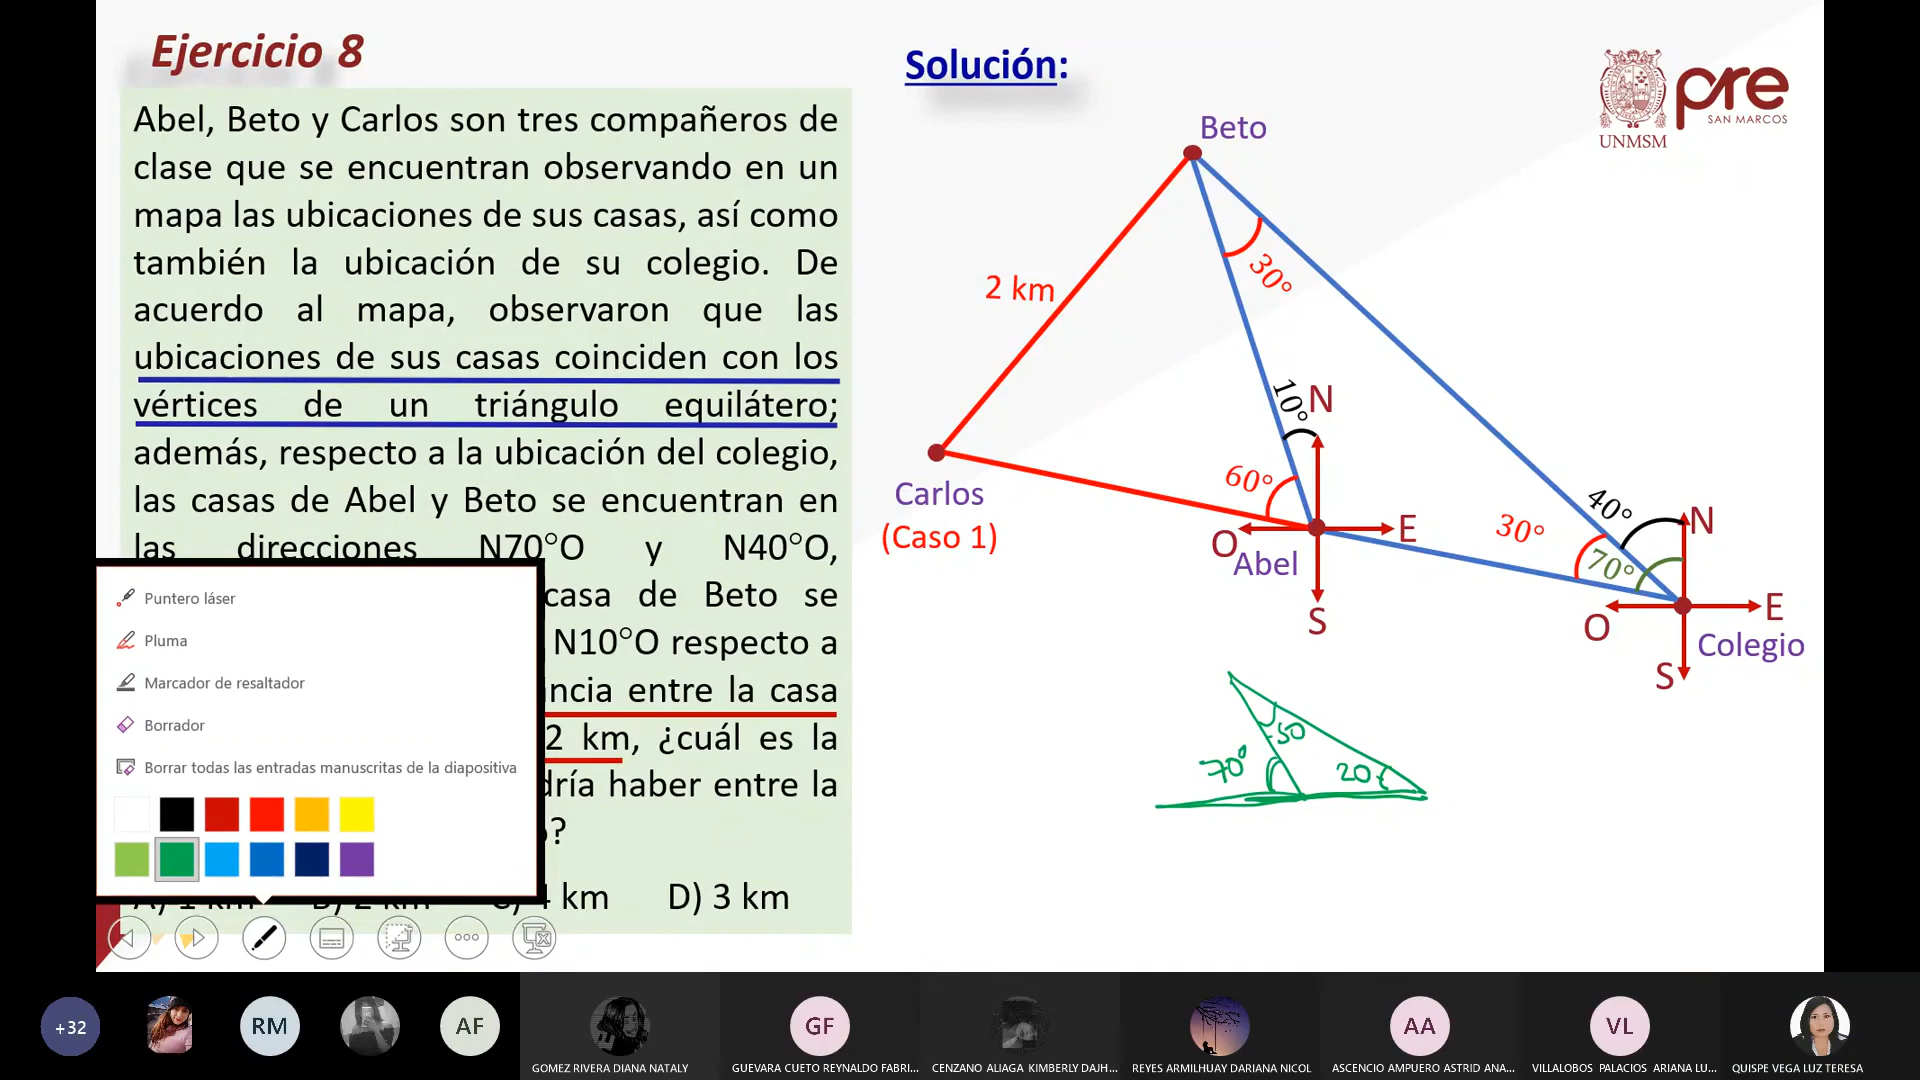 Ejercicio 8
Abel, Beto y Carlos son tres compañeros de
clase que se encuentran observando en un
mapa las ubicaciones de sus casas, así como
también la ubicación de su colegio. De
acuerdo al mapa, observaron que las
ubicaciones de sus casas coinciden con los
vértices de un triángulo equilátero;
además, respecto a la ubicación del colegio,
las casas de Abel y Beto se encuentran en
las direcciones N70°O y N40°O,
casa de Beto se
N10°O respecto a
ncia entre la casa
2 km, ¿cuál es la
dría haber entre la
?
km D) 3 km
Puntero láser
Pluma
Marcador de resaltador
Borrador
Borrar todas las entradas manuscritas de la diapositiva
Solución:
UNMSM
pre
SAN MARCOS
Beto
30°
2 km
10°
N
60°
Carlos
(Caso 1)
O
E
Abel
S
30°
40°
70°
N
O
E
Colegio
S
50
70°
20
+32
RM
AF
GF
AA
VL
GOMEZ RIVERA DIANA NATALY
GUEVARA CUETO REYNALDO FABRI...
CENZANO ALIAGA KIMBERLY DAJH...
REYES ARMILHUAY DARIANA NICOL
ASCENCIO AMPUERO ASTRID ANA...
VILLALOBOS PALACIOS ARIANA LU...
QUISPE VEGA LUZ TERESA